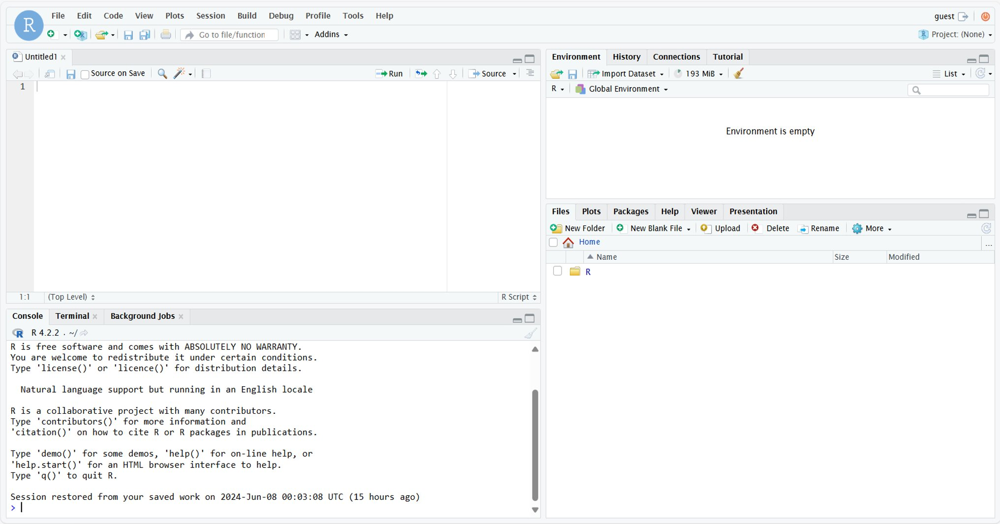 R
File Edit Code View Plots Session Build Debug Profile Tools Help
guest
Go to file/function
Addins
Project: (None)
Untitled1
Source on Save
Run
Source
1
1:1
(Top Level)
R Script
Console
Terminal
Background Jobs
R 4.2.2 . ~/
R is free software and comes with ABSOLUTELY NO WARRANTY.
You are welcome to redistribute it under certain conditions.
Type 'license()' or 'licence()' for distribution details.
Natural language support but running in an English locale
R is a collaborative project with many contributors.
Type 'contributors()' for more information and
'citation()' on how to cite R or R packages in publications.
Type 'demo()' for some demos, 'help()' for on-line help, or
'help.start()' for an HTML browser interface to help.
Type 'q()' to quit R.
Session restored from your saved work on 2024-Jun-08 00:03:08 UTC (15 hours ago)
>
Environment History Connections Tutorial
Import Dataset
193 MiB
List
R
Global Environment
Environment is empty
Files Plots Packages Help Viewer Presentation
New Folder New Blank File Upload Delete Rename More
Home
...
Name Size Modified
R